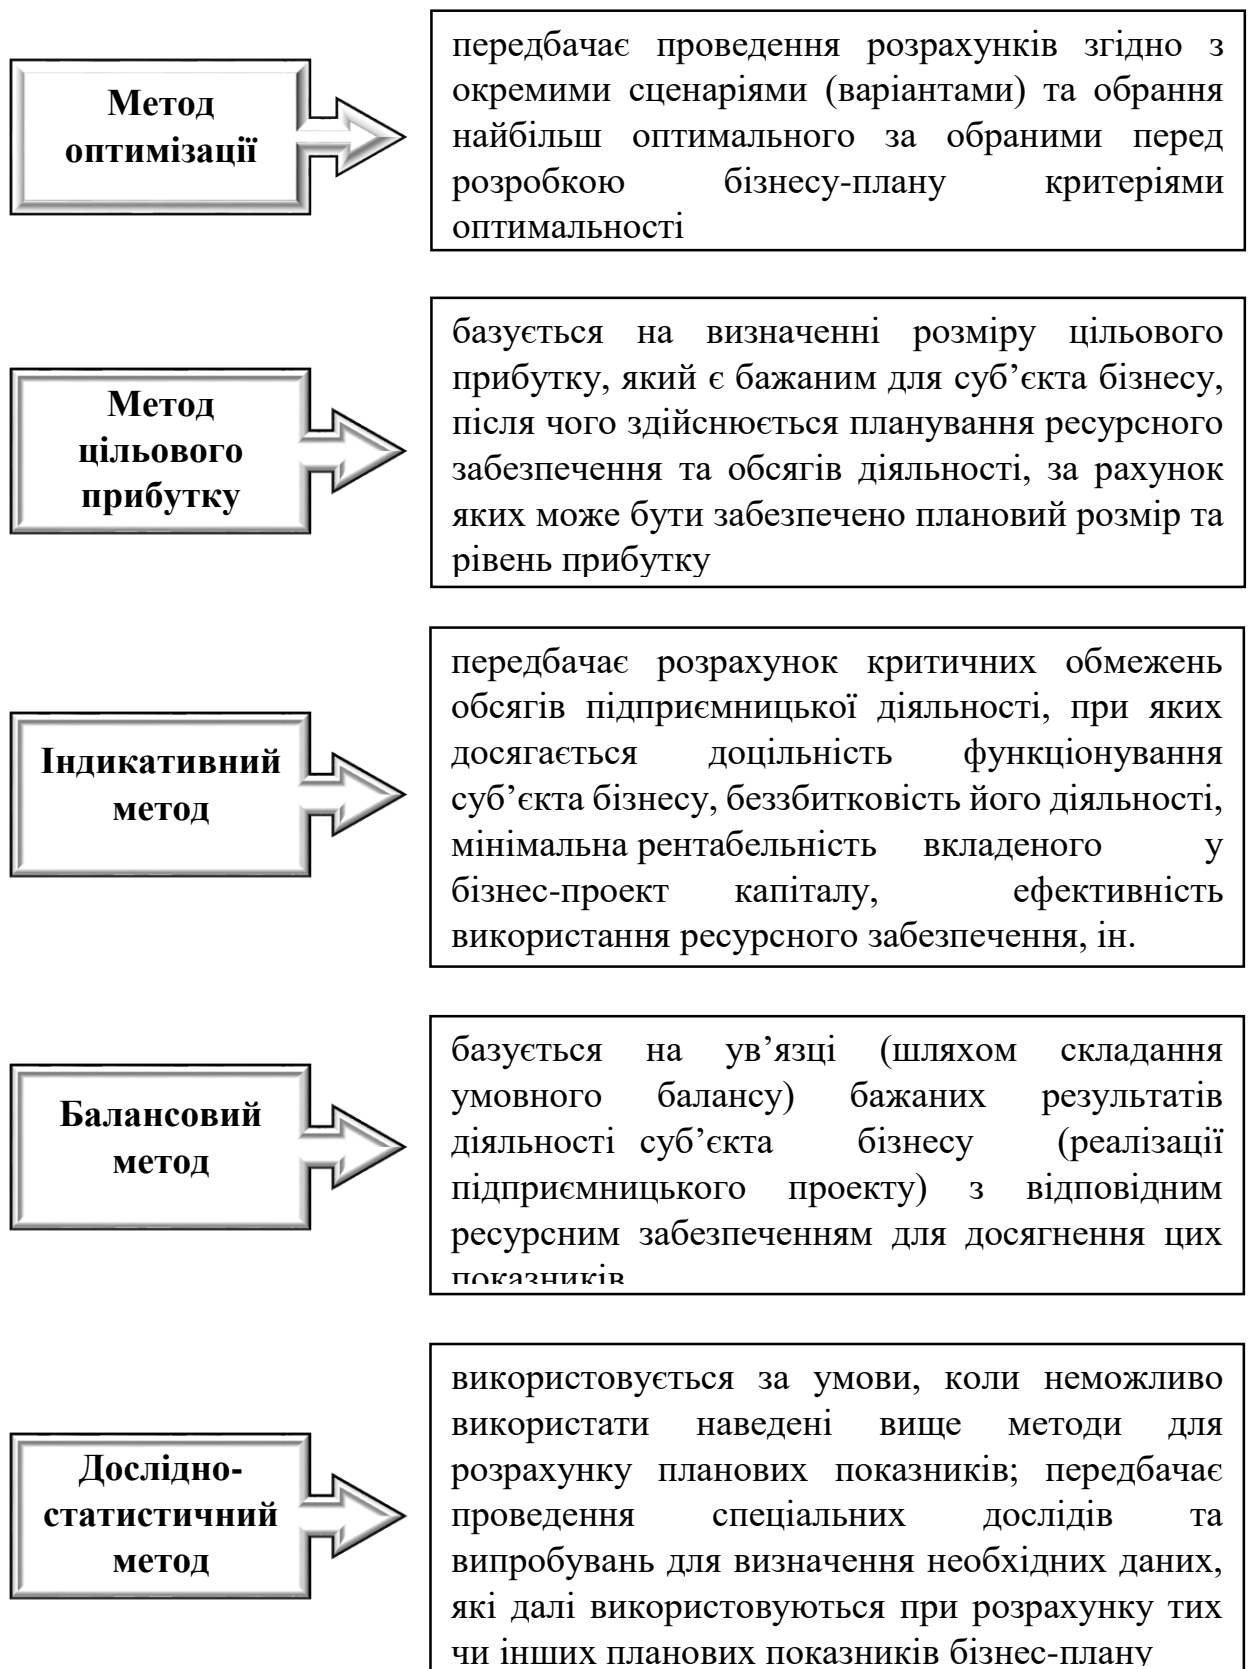 Метод
оптимізації
передбачає проведення розрахунків згідно з
окремими сценаріями (варіантами) та обрання
найбільш оптимального за обраними перед
розробкою бізнесу-плану критеріями
оптимальності
Метод
цільового
прибутку
базується на визначенні розміру цільового
прибутку, який є бажаним для суб’єкта бізнесу,
після чого здійснюється планування ресурсного
забезпечення та обсягів діяльності, за рахунок
яких може бути забезпечено плановий розмір та
рівень прибутку
Індикативний
метод
передбачає розрахунок критичних обмежень
обсягів підприємницької діяльності, при яких
досягається доцільність функціонування
суб’єкта бізнесу, беззбитковість його діяльності,
мінімальна рентабельність вкладеного у
бізнес-проект капіталу, ефективність
використання ресурсного забезпечення, ін.
Балансовий
метод
базується на ув’язці (шляхом складання
умовного балансу) бажаних результатів
діяльності суб’єкта бізнесу (реалізації
підприємницького проекту) з відповідним
ресурсним забезпеченням для досягнення цих
показників
Дослідно-
статистичний
метод
використовується за умови, коли неможливо
використати наведені вище методи для
розрахунку планових показників; передбачає
проведення спеціальних дослідів та
випробувань для визначення необхідних даних,
які далі використовуються при розрахунку тих
чи інших планових показників бізнес-плану